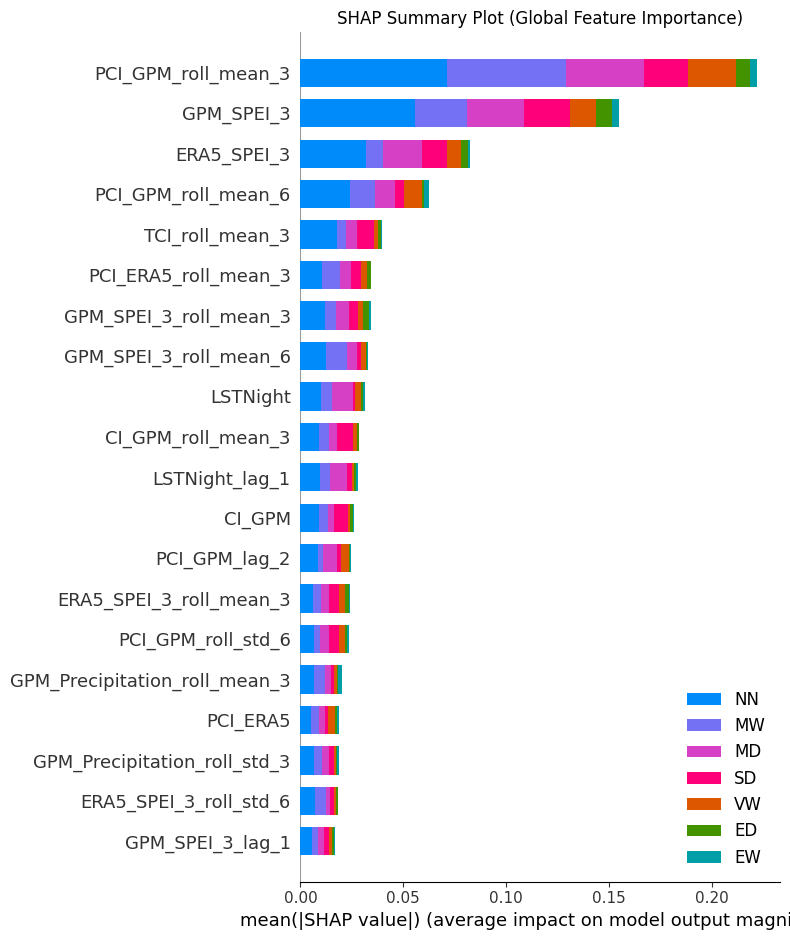 SHAP Summary Plot (Global Feature Importance)
PCI_GPM_roll_mean_3
GPM_SPEI_3
ERA5_SPEI_3
PCI_GPM_roll_mean_6
TCI_roll_mean_3
PCI_ERA5_roll_mean_3
GPM_SPEI_3_roll_mean_3
GPM_SPEI_3_roll_mean_6
LSTNight
CI_GPM_roll_mean_3
LSTNight_lag_1
CI_GPM
PCI_GPM_lag_2
ERA5_SPEI_3_roll_mean_3
PCI_GPM_roll_std_6
GPM_Precipitation_roll_mean_3
PCI_ERA5
GPM_Precipitation_roll_std_3
ERA5_SPEI_3_roll_std_6
GPM_SPEI_3_lag_1
NN
MW
MD
SD
VW
ED
EW
0.00 0.05 0.10 0.15 0.20
mean(|SHAP value|) (average impact on model output magni